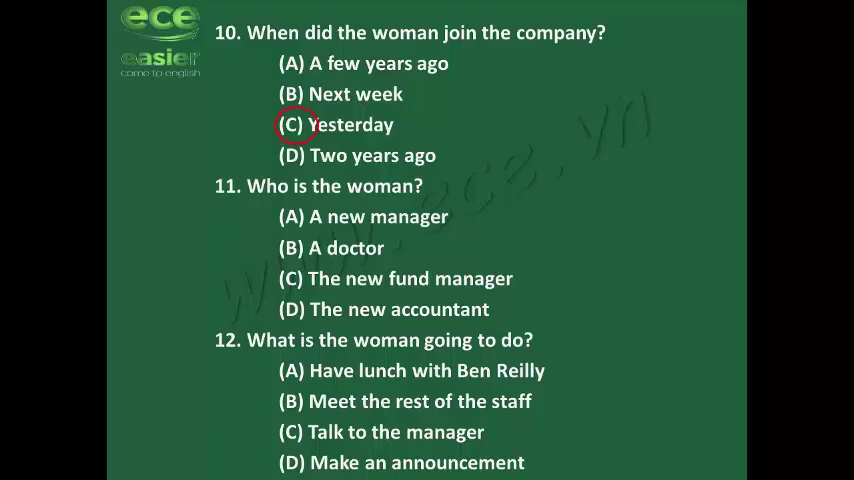 ece
easier
come to english
10. When did the woman join the company?
(A) A few years ago
(B) Next week
(C) Yesterday
(D) Two years ago
11. Who is the woman?
(A) A new manager
(B) A doctor
(C) The new fund manager
(D) The new accountant
12. What is the woman going to do?
(A) Have lunch with Ben Reilly
(B) Meet the rest of the staff
(C) Talk to the manager
(D) Make an announcement
www.ece.vn